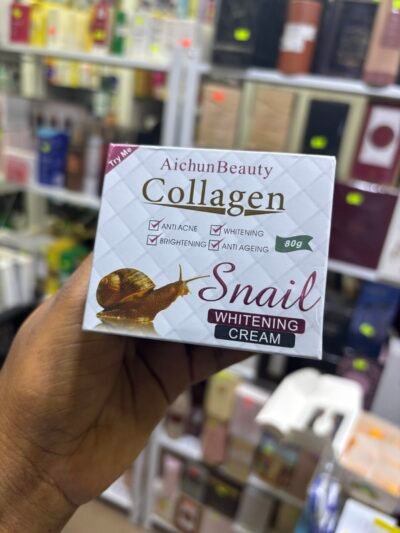 Try Me
AichunBeauty
Collagen
ANTI ACNE WHITENING
BRIGHTENING ANTI AGEING
80g
Snail
WHITENING
CREAM